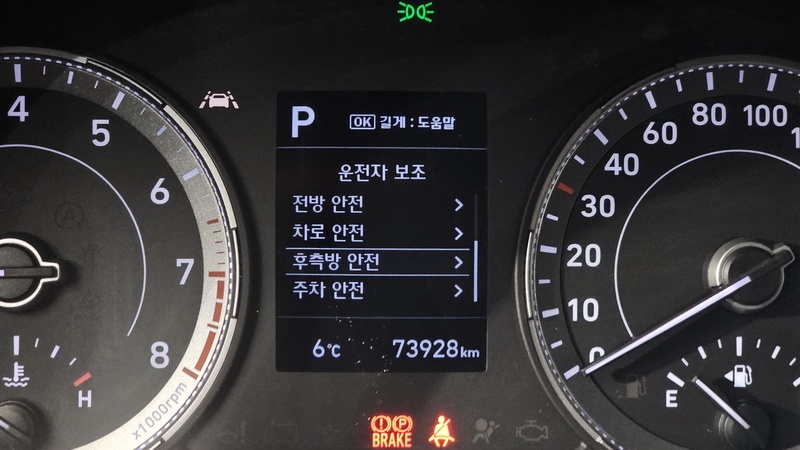 4
5
6
7
8
x1000rpm
H
P
OK 길게 : 도움말
운전자 보조
전방 안전
차로 안전
후측방 안전
주차 안전
6℃ 73928km
BRAKE
100
80
60
40
30
20
10
0
E